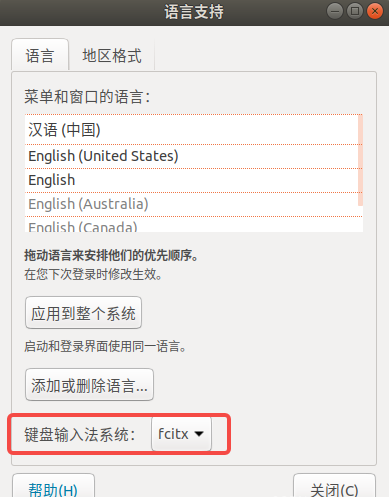 语言支持
语言 地区格式
菜单和窗口的语言：
汉语 (中国)
English (United States)
English
English (Australia)
English (Canada)
拖动语言来安排他们的优先顺序。
在您下次登录时修改生效。
应用到整个系统
启动和登录界面使用同一语言。
添加或删除语言...
键盘输入法系统： fcitx
帮助(H) 关闭(C)